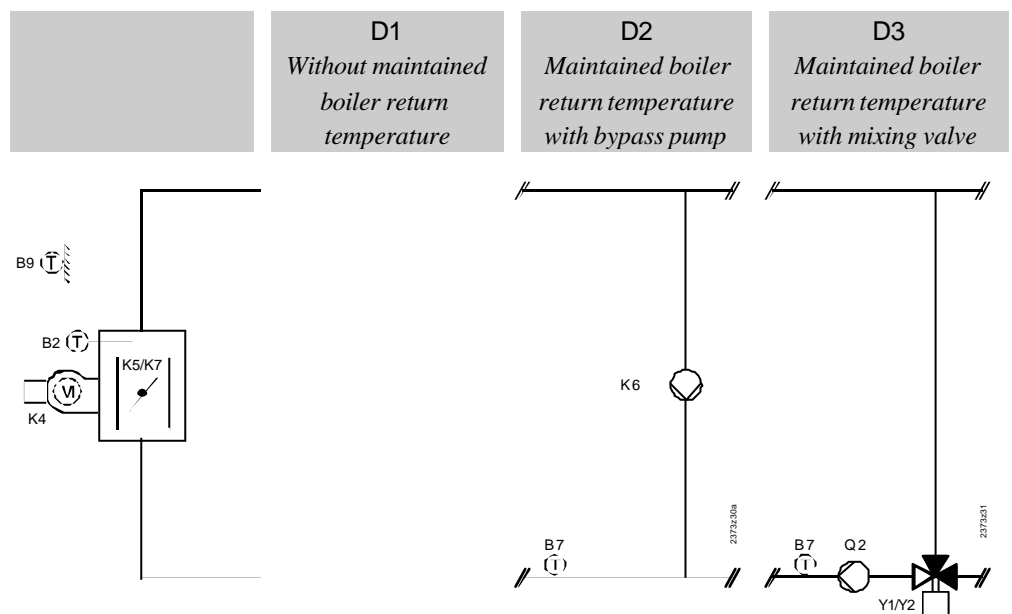 D1
Without maintained
boiler return
temperature
D2
Maintained boiler
return temperature
with bypass pump
D3
Maintained boiler
return temperature
with mixing valve
B9 T
B2 T
K5/K7
K4
K6
2373z30a
B7
T
2373z31
B7 Q2
T
Y1/Y2